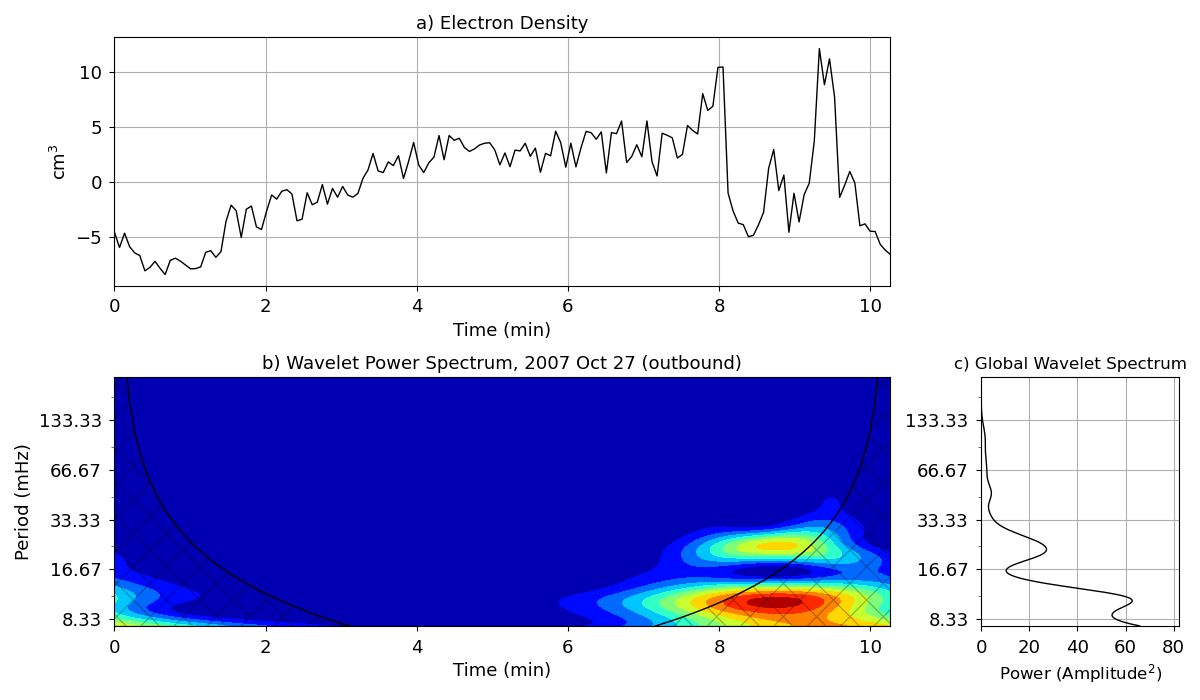 a) Electron Density
cm³
10
5
0
−5
0 2 4 6 8 10
Time (min)
b) Wavelet Power Spectrum, 2007 Oct 27 (outbound)
Period (mHz)
133.33
66.67
33.33
16.67
8.33
0 2 4 6 8 10
Time (min)
c) Global Wavelet Spectrum
133.33
66.67
33.33
16.67
8.33
0 20 40 60 80
Power (Amplitude²)